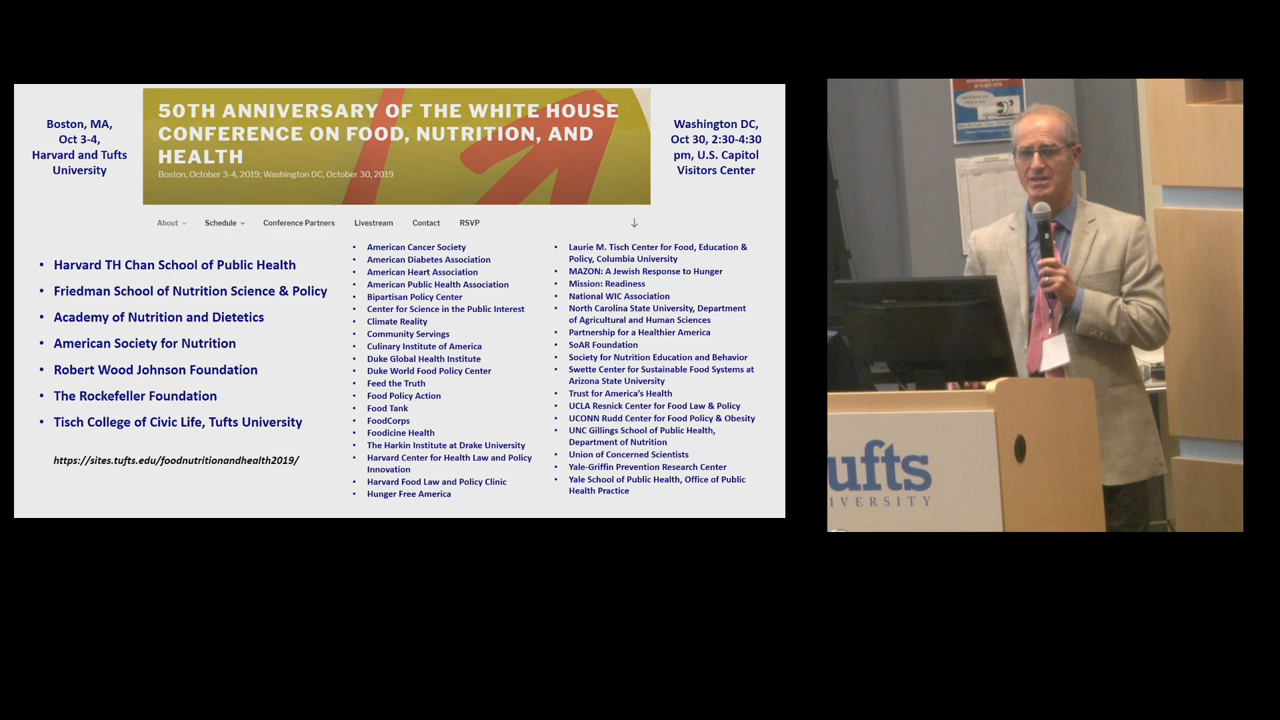 Boston, MA,
Oct 3-4,
Harvard and Tufts
University
50TH ANNIVERSARY OF THE WHITE HOUSE
CONFERENCE ON FOOD, NUTRITION, AND
HEALTH
Boston, October 3-4, 2019; Washington DC, October 30, 2019
Washington DC,
Oct 30, 2:30-4:30
pm, U.S. Capitol
Visitors Center
About Schedule Conference Partners Livestream Contact RSVP
• Harvard TH Chan School of Public Health
• Friedman School of Nutrition Science & Policy
• Academy of Nutrition and Dietetics
• American Society for Nutrition
• Robert Wood Johnson Foundation
• The Rockefeller Foundation
• Tisch College of Civic Life, Tufts University
https://sites.tufts.edu/foodnutritionandhealth2019/
• American Cancer Society
• American Diabetes Association
• American Heart Association
• American Public Health Association
• Bipartisan Policy Center
• Center for Science in the Public Interest
• Climate Reality
• Community Servings
• Culinary Institute of America
• Duke Global Health Institute
• Duke World Food Policy Center
• Feed the Truth
• Food Policy Action
• Food Tank
• FoodCorps
• Foodicine Health
• The Harkin Institute at Drake University
• Harvard Center for Health Law and Policy
Innovation
• Harvard Food Law and Policy Clinic
• Hunger Free America
• Laurie M. Tisch Center for Food, Education &
Policy, Columbia University
• MAZON: A Jewish Response to Hunger
• Mission: Readiness
• National WIC Association
• North Carolina State University, Department
of Agricultural and Human Sciences
• Partnership for a Healthier America
• SoAR Foundation
• Society for Nutrition Education and Behavior
• Swette Center for Sustainable Food Systems at
Arizona State University
• Trust for America's Health
• UCLA Resnick Center for Food Law & Policy
• UCONN Rudd Center for Food Policy & Obesity
• UNC Gillings School of Public Health,
Department of Nutrition
• Union of Concerned Scientists
• Yale-Griffin Prevention Research Center
• Yale School of Public Health, Office of Public
Health Practice
ufts
VERSITY